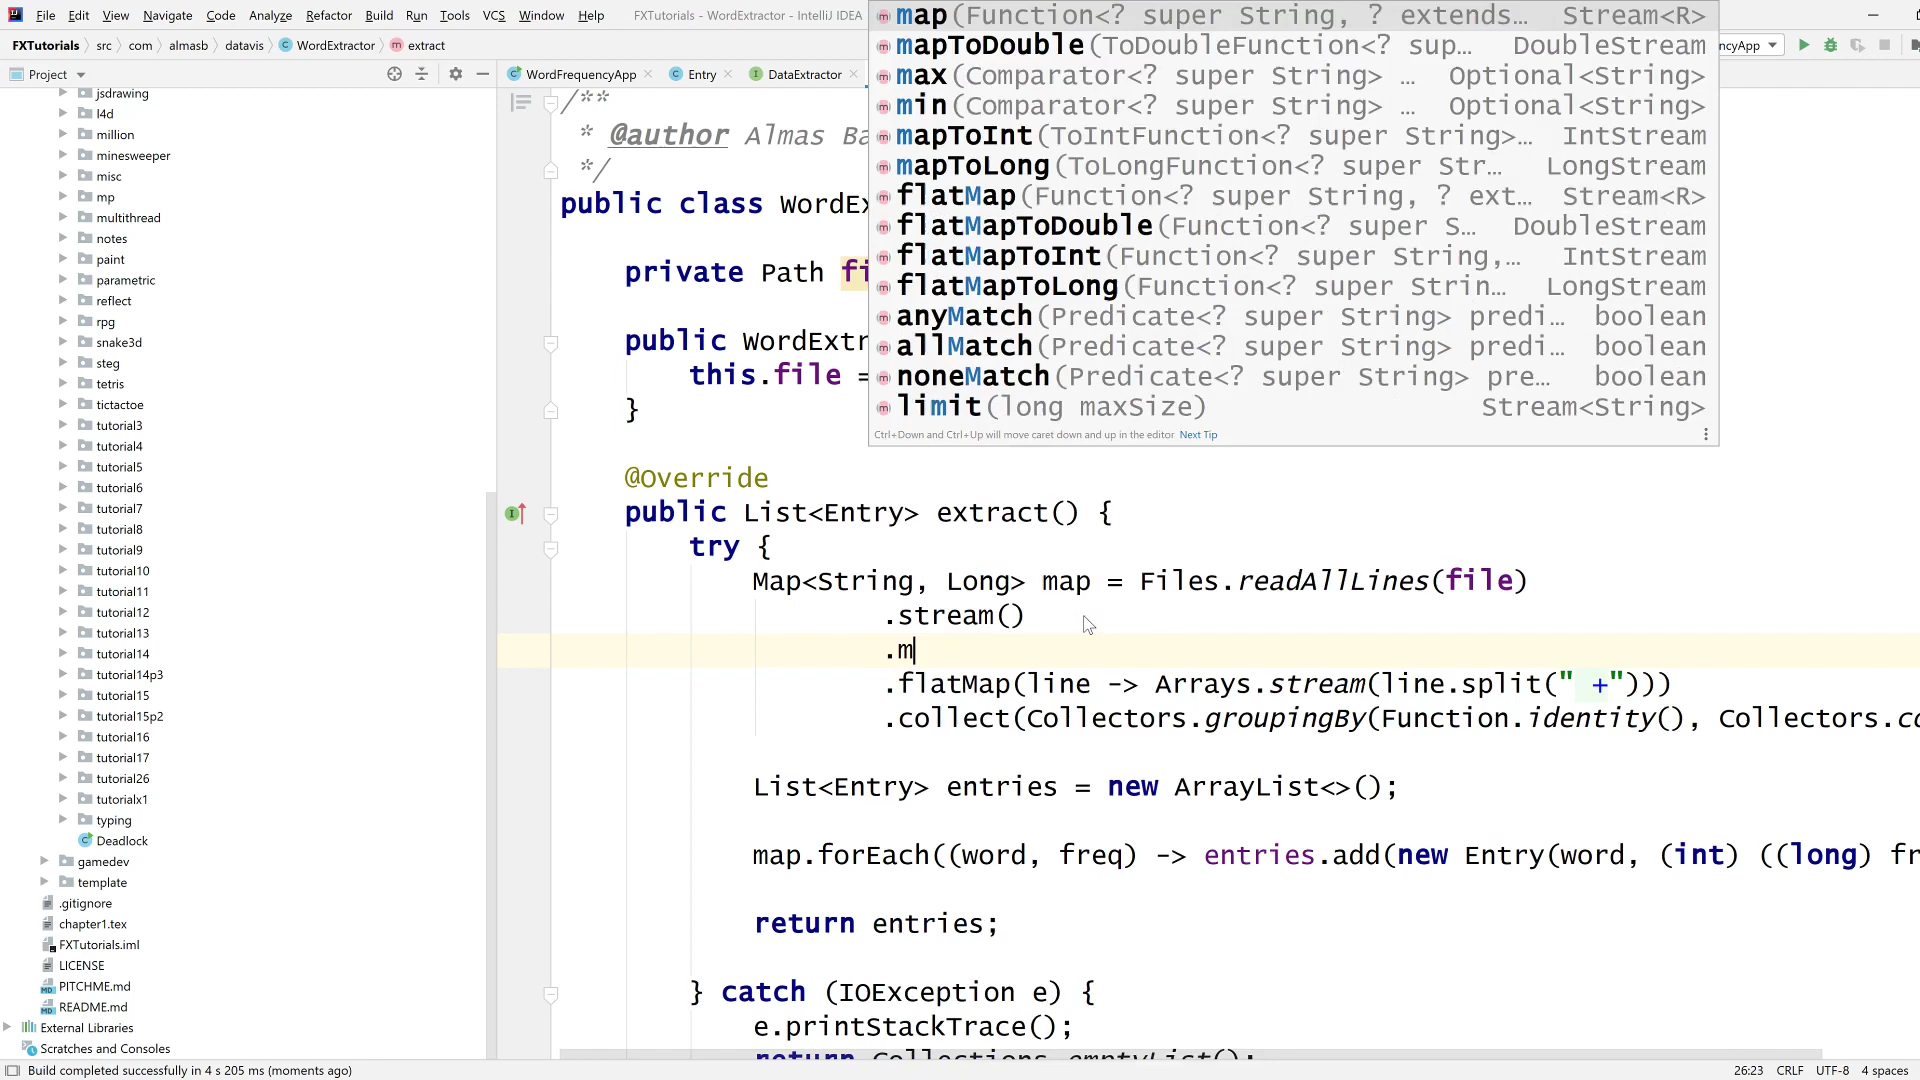 File Edit View Navigate Code Analyze Refactor Build Run Tools VCS Window Help FXTutorials - WordExtractor - IntelliJ IDEA
FXTutorials src com almasb datavis WordExtractor extract
ncyApp
Project
WordFrequencyApp Entry DataExtractor
jsdrawing
l4d
million
minesweeper
misc
mp
multithread
notes
paint
parametric
reflect
rpg
snake3d
steg
tetris
tictactoe
tutorial3
tutorial4
tutorial5
tutorial6
tutorial7
tutorial8
tutorial9
tutorial10
tutorial11
tutorial12
tutorial13
tutorial14
tutorial14p3
tutorial15
tutorial15p2
tutorial16
tutorial17
tutorial26
tutorialx1
typing
Deadlock
gamedev
template
.gitignore
chapter1.tex
FXTutorials.iml
LICENSE
PITCHME.md
README.md
External Libraries
Scratches and Consoles
map(Function<? super String, ? extends… Stream<R>
mapToDouble(ToDoubleFunction<? sup… DoubleStream
max(Comparator<? super String> … Optional<String>
min(Comparator<? super String> … Optional<String>
mapToInt(ToIntFunction<? super String>… IntStream
mapToLong(ToLongFunction<? super Str… LongStream
flatMap(Function<? super String, ? ext… Stream<R>
flatMapToDouble(Function<? super S… DoubleStream
flatMapToInt(Function<? super String,… IntStream
flatMapToLong(Function<? super Strin… LongStream
anyMatch(Predicate<? super String> predi… boolean
allMatch(Predicate<? super String> predi… boolean
noneMatch(Predicate<? super String> pre… boolean
limit(long maxSize) Stream<String>
Ctrl+Down and Ctrl+Up will move caret down and up in the editor Next Tip
/**
* @author Almas Ba
*/
public class WordEx
private Path fi
public WordExtr
this.file =
}
@Override
public List<Entry> extract() {
try {
Map<String, Long> map = Files.readAllLines(file)
.stream()
.m
.flatMap(line -> Arrays.stream(line.split(" +")))
.collect(Collectors.groupingBy(Function.identity(), Collectors.co
List<Entry> entries = new ArrayList<>();
map.forEach((word, freq) -> entries.add(new Entry(word, (int) ((long) fr
return entries;
} catch (IOException e) {
e.printStackTrace();
return Collections.emptyList();
Build completed successfully in 4 s 205 ms (moments ago)
26:23 CRLF UTF-8 4 spaces